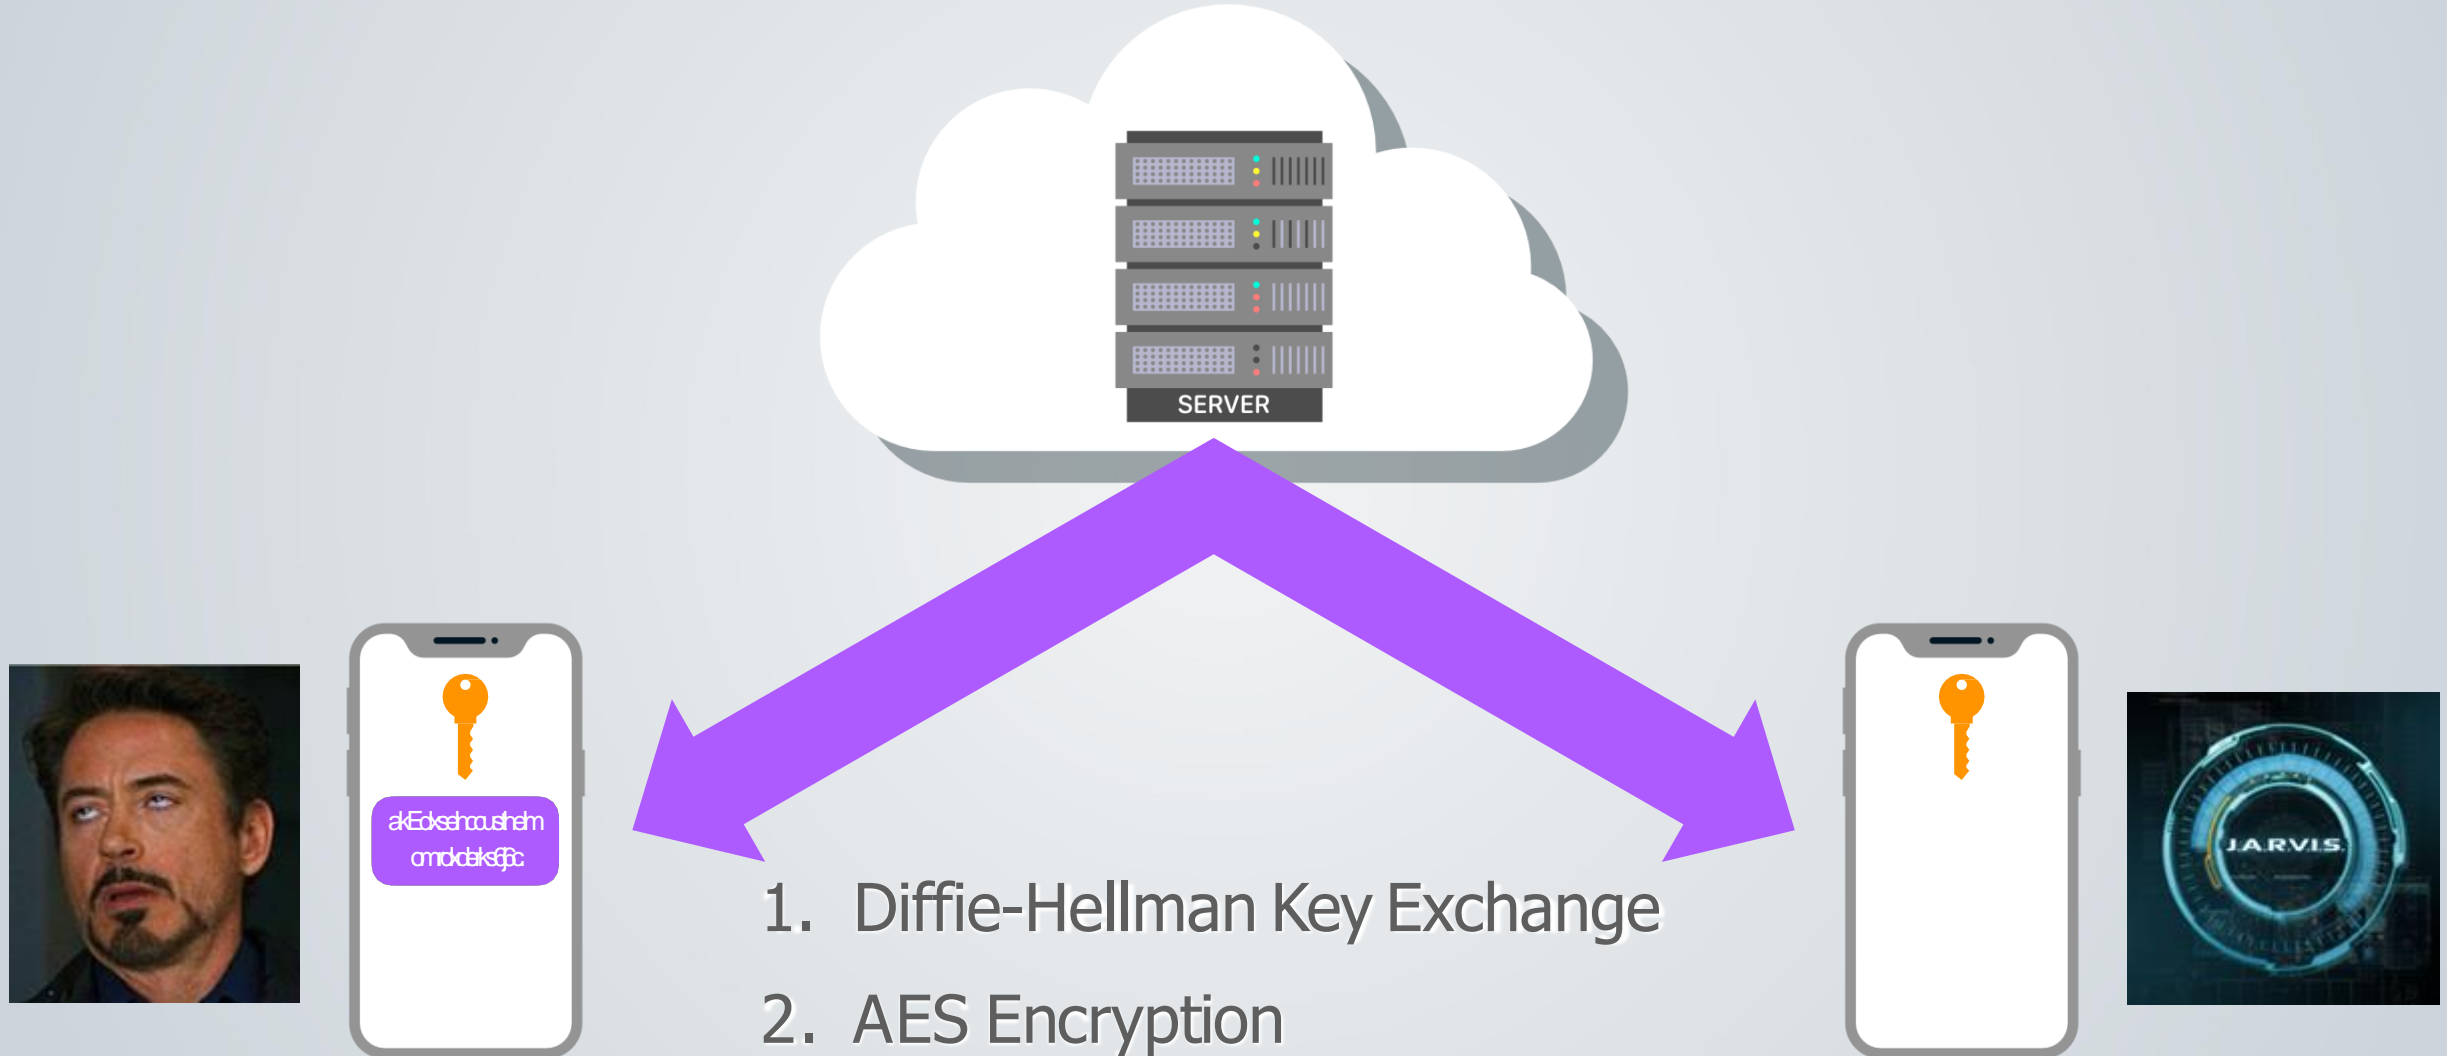 SERVER
J.A.R.V.I.S.
1. Diffie-Hellman Key Exchange
2. AES Encryption